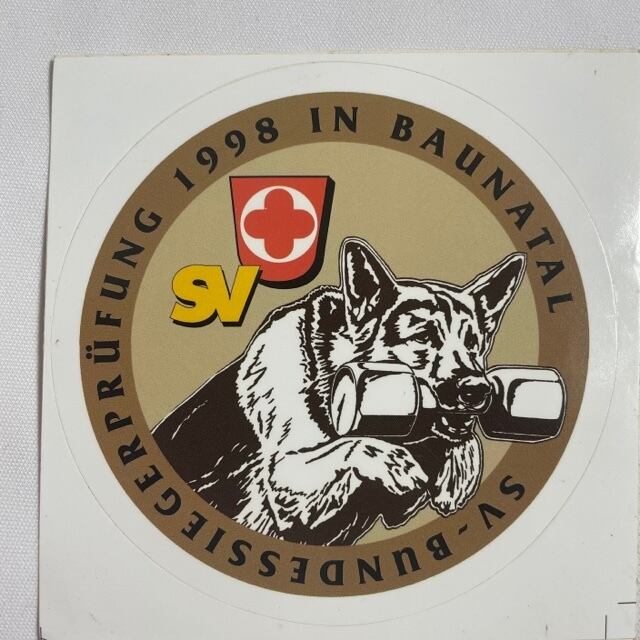 SV-BUNDESSIEGERPRÜFUNG 1998 IN BAUNATAL
SV